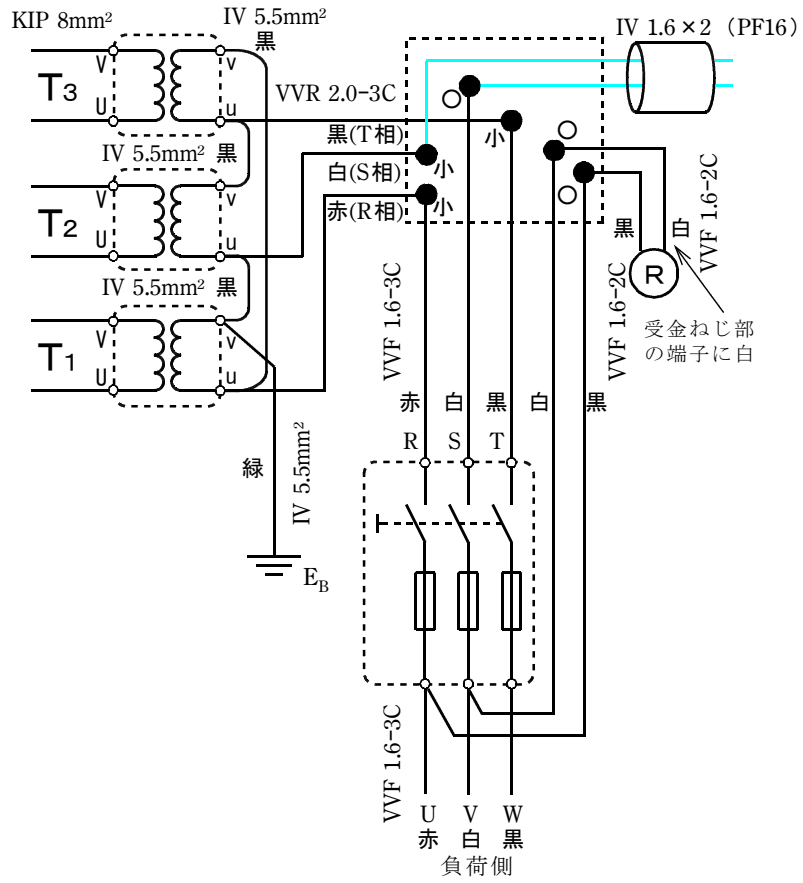 KIP 8mm²
IV 5.5mm²
黒
IV 1.6×2 (PF16)
T3
V
U
v
u
VVR 2.0-3C
黒(T相)
白(S相)
赤(R相)
小
小
小
IV 5.5mm² 黒
T2
V
U
v
u
IV 5.5mm² 黒
T1
V
U
v
u
黒
白
VVF 1.6-2C
R
受金ねじ部
の端子に白
VVF 1.6-3C
VVF 1.6-2C
赤 白 黒 白 黒
R S T
緑
IV 5.5mm²
EB
VVF 1.6-3C
U V W
赤 白 黒
負荷側